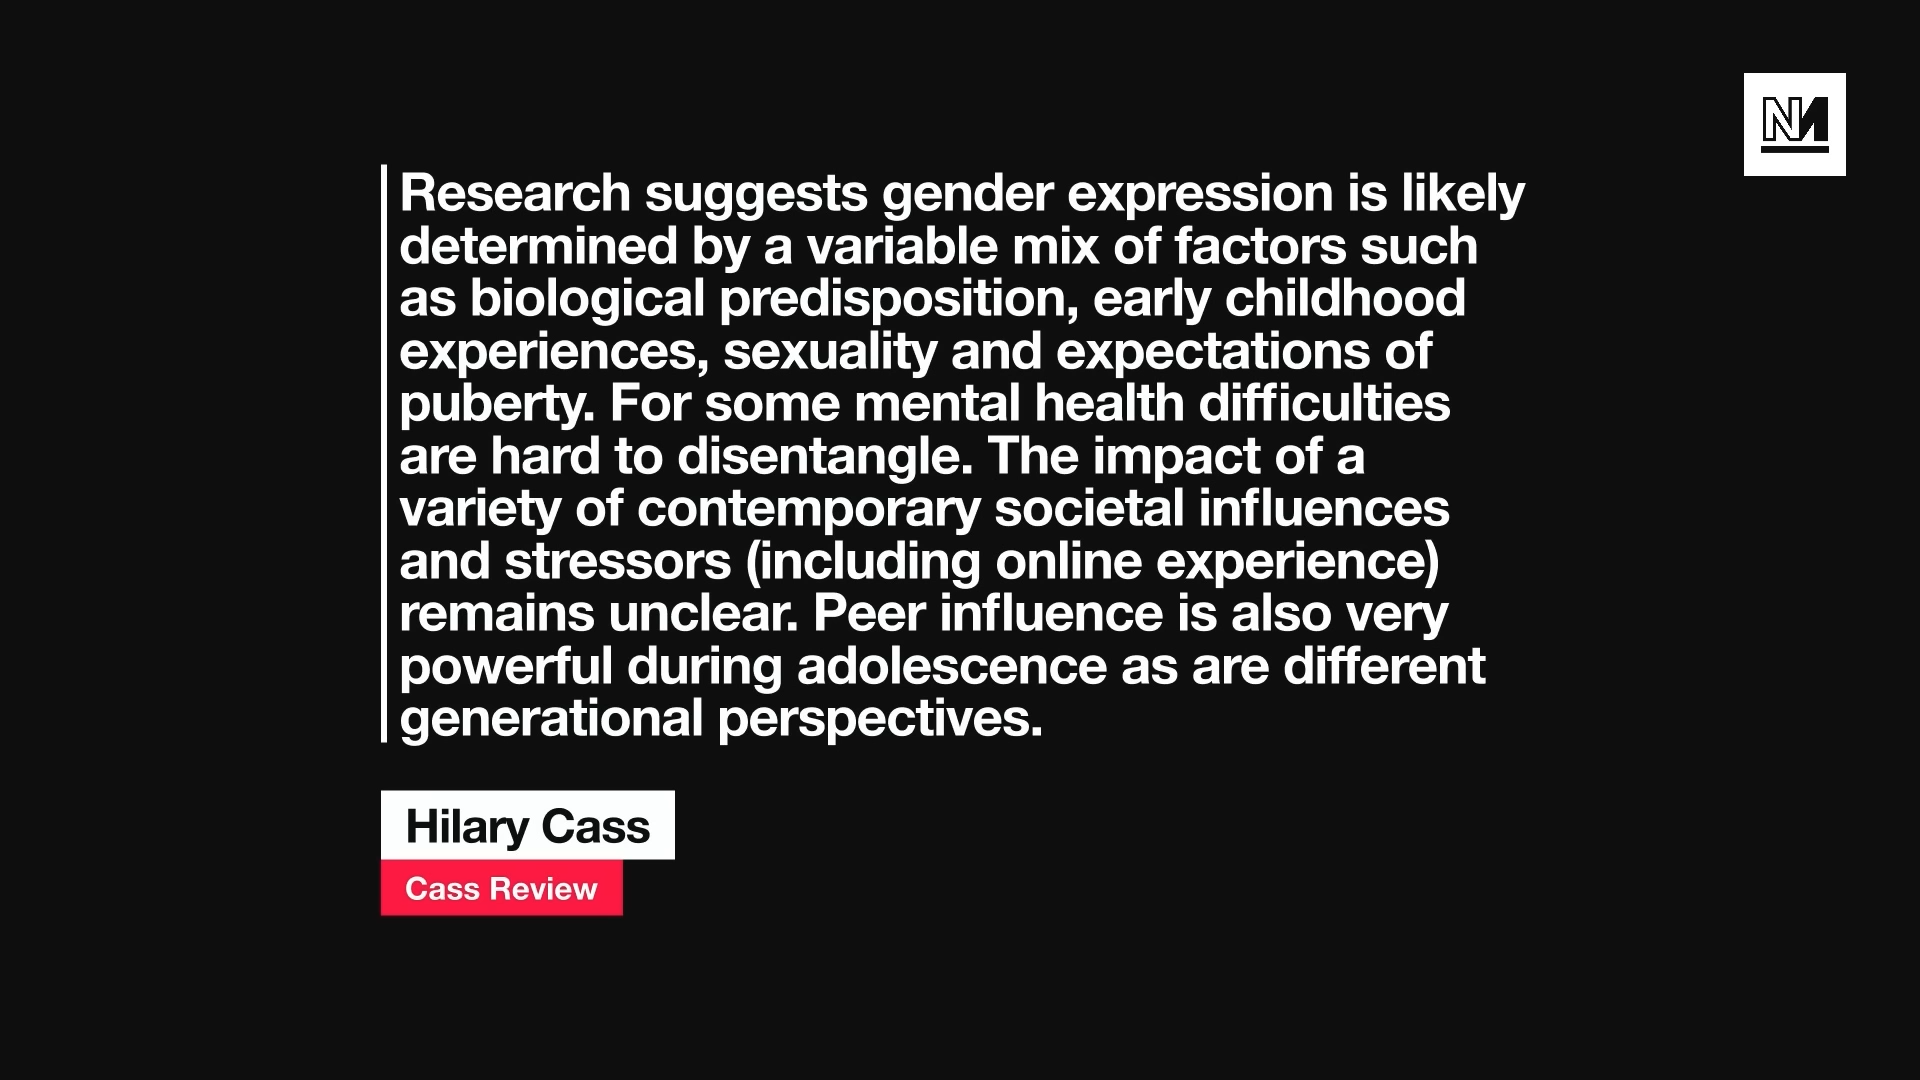 NM
Research suggests gender expression is likely
determined by a variable mix of factors such
as biological predisposition, early childhood
experiences, sexuality and expectations of
puberty. For some mental health difficulties
are hard to disentangle. The impact of a
variety of contemporary societal influences
and stressors (including online experience)
remains unclear. Peer influence is also very
powerful during adolescence as are different
generational perspectives.
Hilary Cass
Cass Review